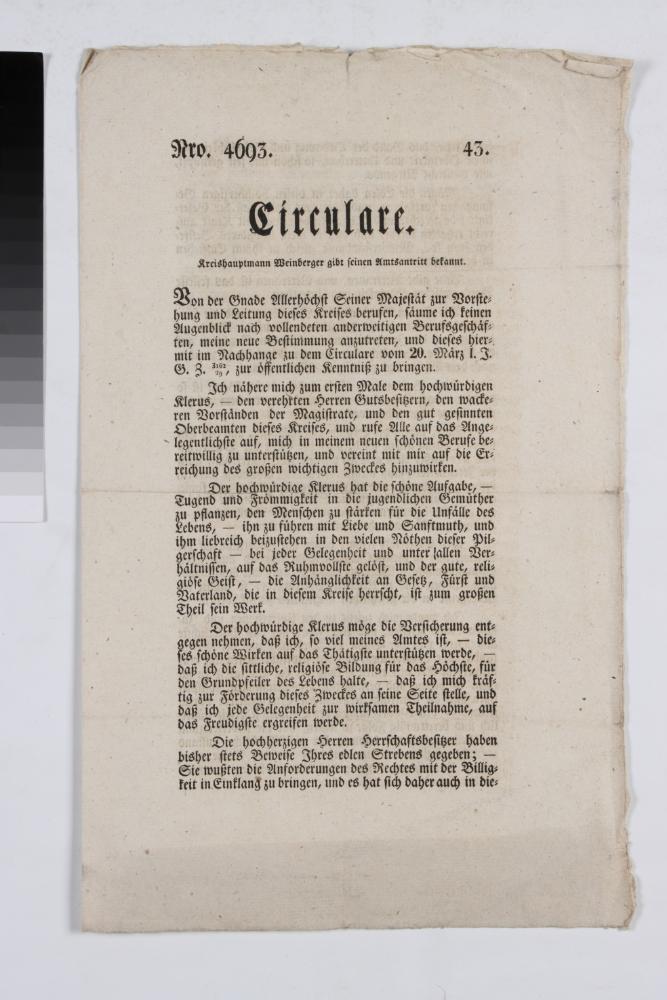 Nro. 4693. 43.
Circulare.
Kreishauptmann Weinberger gibt seinen Amtsantritt bekannt.
Von der Gnade Allerhöchst Seiner Majestät zur Vorste-
hung und Leitung dieses Kreises berufen, säume ich keinen
Augenblick nach vollendeten anderweitigen Berufsgeschäf-
ten, meine neue Bestimmung anzutreten, und dieses hier-
mit im Nachhange zu dem Circulare vom 20. März l. J.
G. Z. , zur öffentlichen Kenntniß zu bringen.
Ich nähere mich zum ersten Male dem hochwürdigen
Klerus, — den verehrten Herren Gutsbesitzern, den wacke-
ren Vorständen der Magistrate, und den gut gesinnten
Oberbeamten dieses Kreises, und rufe Alle auf das Ange-
legentlichste auf, mich in meinem neuen schönen Berufe be-
reitwillig zu unterstützen, und vereint mit mir auf die Er-
reichung des großen wichtigen Zweckes hinzuwirken.
Der hochwürdige Klerus hat die schöne Aufgabe, —
Tugend und Frömmigkeit in die jugendlichen Gemüther
zu pflanzen, den Menschen zu stärken für die Unfälle des
Lebens, — ihn zu führen mit Liebe und Sanftmuth, und
ihm liebreich beizustehen in den vielen Nöthen dieser Pil-
gerschaft — bei jeder Gelegenheit und unter allen Ver-
hältnissen, auf das Ruhmvollste gelöst, und der gute, reli-
giöse Geist, — die Anhänglichkeit an Gesetz, Fürst und
Vaterland, die in diesem Kreise herrscht, ist zum großen
Theil sein Werk.
Der hochwürdige Klerus möge die Versicherung ent-
gegen nehmen, daß ich, so viel meines Amtes ist, — die-
ses schöne Wirken auf das Thätigste unterstützen werde, —
daß ich die sittliche, religiöse Bildung für das Höchste, für
den Grundpfeiler des Lebens halte, — daß ich mich kräf-
tig zur Förderung dieses Zweckes an seine Seite stelle, und
daß ich jede Gelegenheit zur wirksamen Theilnahme, auf
das Freudigste ergreifen werde.
Die hochherzigen Herren Herrschaftsbesitzer haben
bisher stets Beweise Ihres edlen Strebens gegeben; —
Sie wußten die Anforderungen des Rechtes mit der Billig-
keit in Einklang zu bringen, und es hat sich daher auch in die-